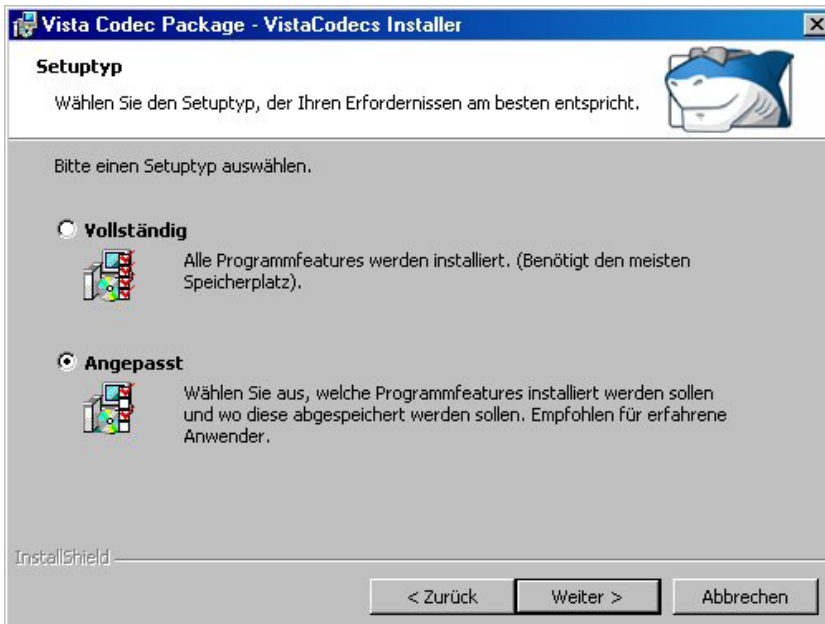 Vista Codec Package - VistaCodecs Installer
Setuptyp
Wählen Sie den Setuptyp, der Ihren Erfordernissen am besten entspricht.
Bitte einen Setuptyp auswählen.
Vollständig
Alle Programmfeatures werden installiert. (Benötigt den meisten
Speicherplatz).
Angepasst
Wählen Sie aus, welche Programmfeatures installiert werden sollen
und wo diese abgespeichert werden sollen. Empfohlen für erfahrene
Anwender.
InstallShield
< Zurück
Weiter >
Abbrechen